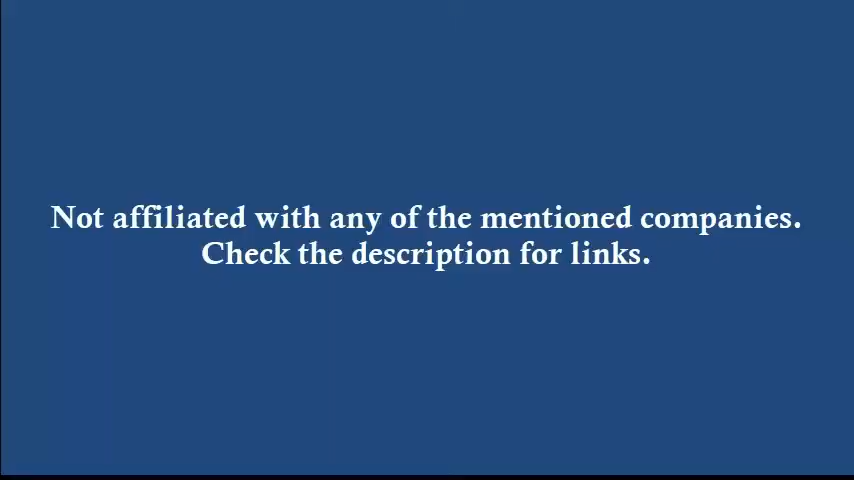 Not affiliated with any of the mentioned companies.
Check the description for links.